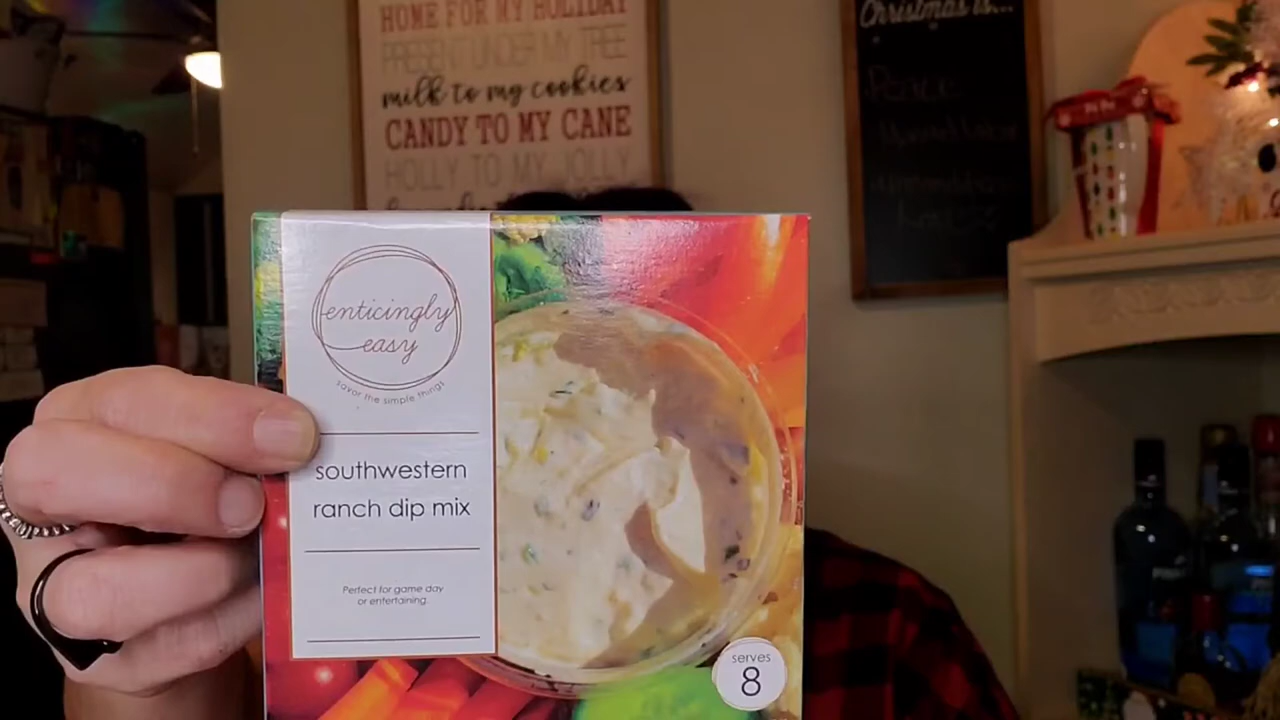 HOME FOR MY HOLIDAY
PRESENT UNDER MY TREE
milk to my cookies
CANDY TO MY CANE
HOLLY TO MY JOLLY
Christmas is...
Peace
enticingly
easy
savor the simple things
southwestern
ranch dip mix
Perfect for game day
or entertaining.
serves
8